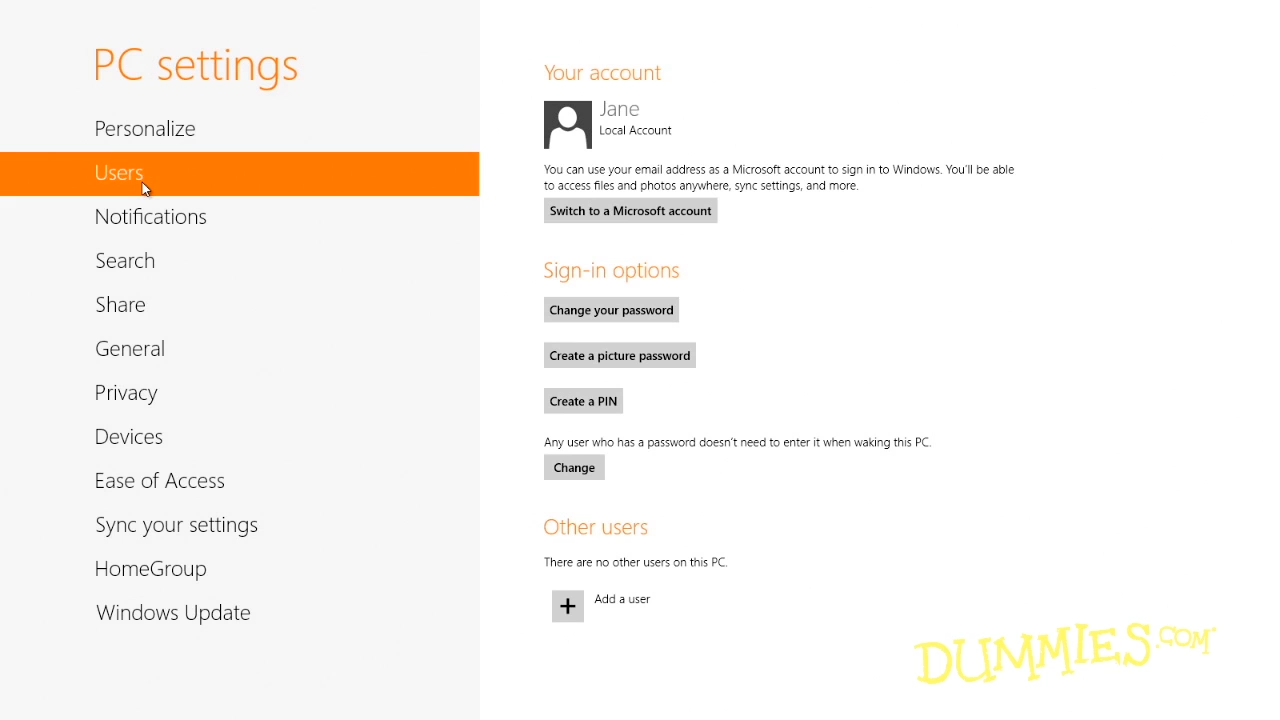 PC settings
Personalize
Users
Notifications
Search
Share
General
Privacy
Devices
Ease of Access
Sync your settings
HomeGroup
Windows Update
Your account
Jane
Local Account
You can use your email address as a Microsoft account to sign in to Windows. You'll be able
to access files and photos anywhere, sync settings, and more.
Switch to a Microsoft account
Sign-in options
Change your password
Create a picture password
Create a PIN
Any user who has a password doesn't need to enter it when waking this PC.
Change
Other users
There are no other users on this PC.
+ Add a user
DUMMIES.COM